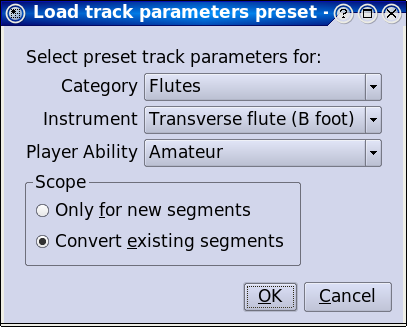 Load track parameters preset -
Select preset track parameters for:
Category Flutes
Instrument Transverse flute (B foot)
Player Ability Amateur
Scope
Only for new segments
Convert existing segments
OK Cancel